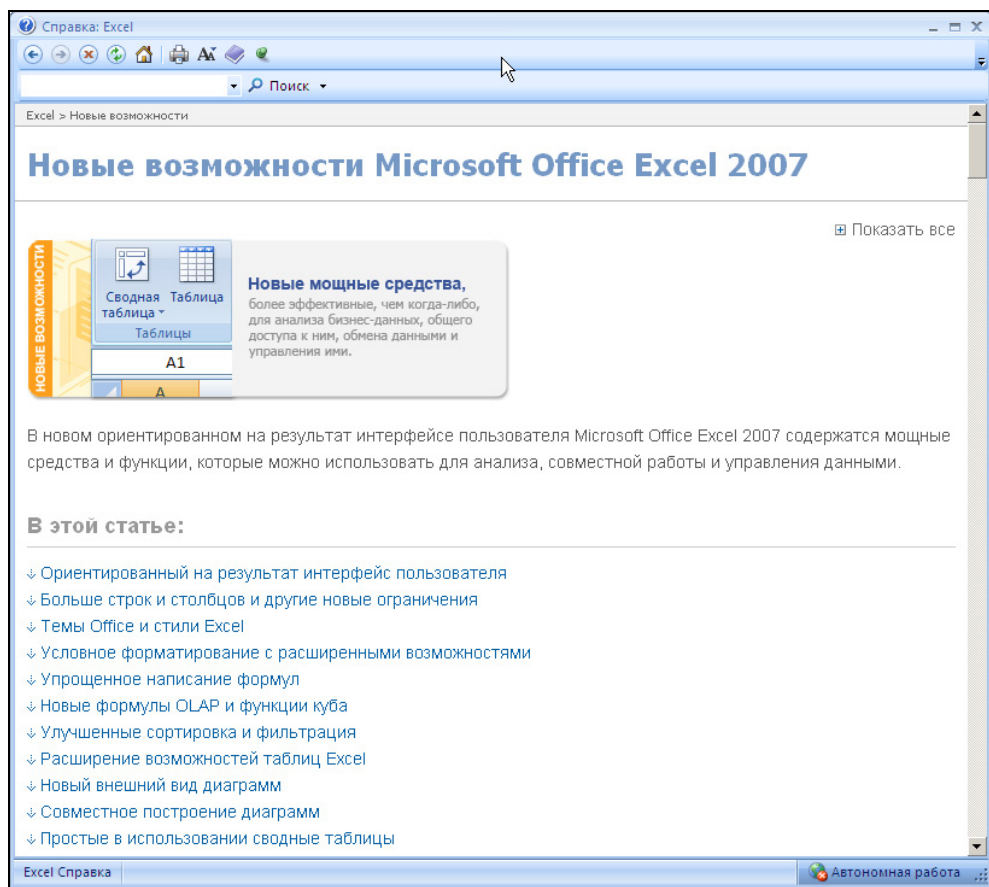 Справка: Excel
Поиск
Excel > Новые возможности
Новые возможности Microsoft Office Excel 2007
Показать все
НОВЫЕ ВОЗМОЖНОСТИ
Сводная таблица
Таблица
Таблицы
A1
A
Новые мощные средства,
более эффективные, чем когда-либо,
для анализа бизнес-данных, общего
доступа к ним, обмена данными и
управления ими.
В новом ориентированном на результат интерфейсе пользователя Microsoft Office Excel 2007 содержатся мощные
средства и функции, которые можно использовать для анализа, совместной работы и управления данными.
В этой статье:
Ориентированный на результат интерфейс пользователя
Больше строк и столбцов и другие новые ограничения
Темы Office и стили Excel
Условное форматирование с расширенными возможностями
Упрощенное написание формул
Новые формулы OLAP и функции куба
Улучшенные сортировка и фильтрация
Расширение возможностей таблиц Excel
Новый внешний вид диаграмм
Совместное построение диаграмм
Простые в использовании сводные таблицы
Excel Справка
Автономная работа